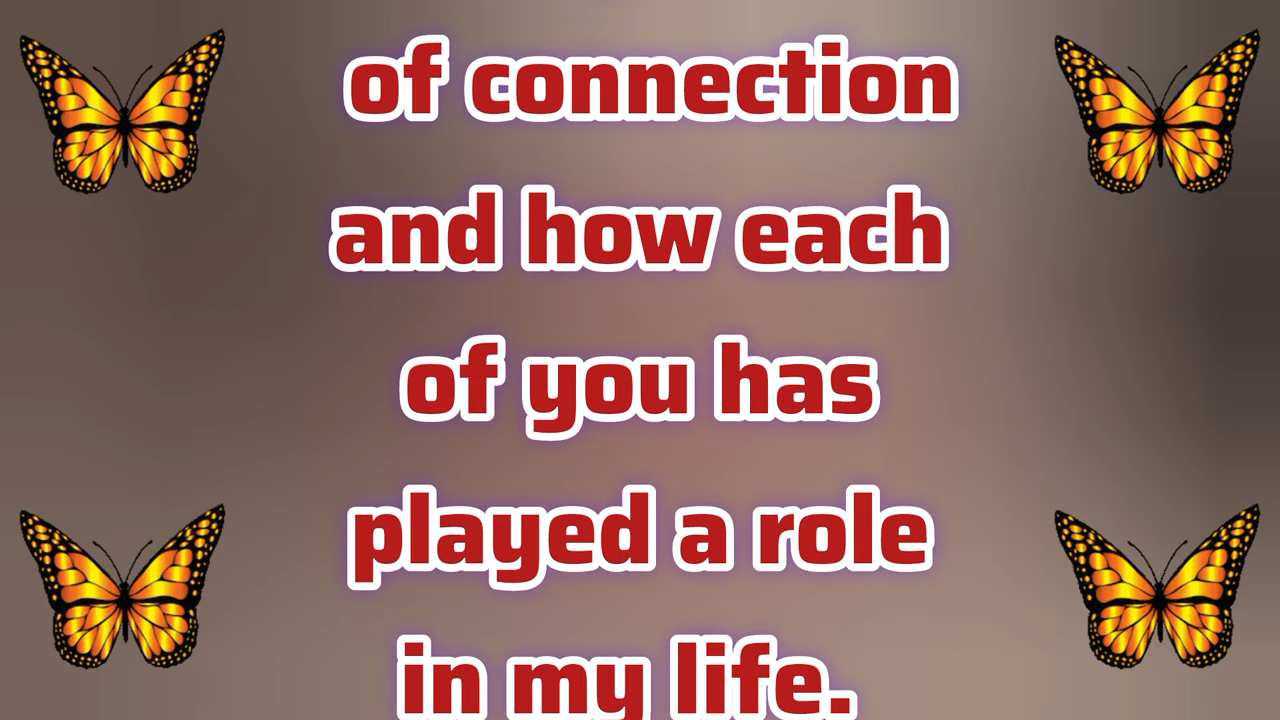 of connection
and how each
of you has
played a role
in my life.